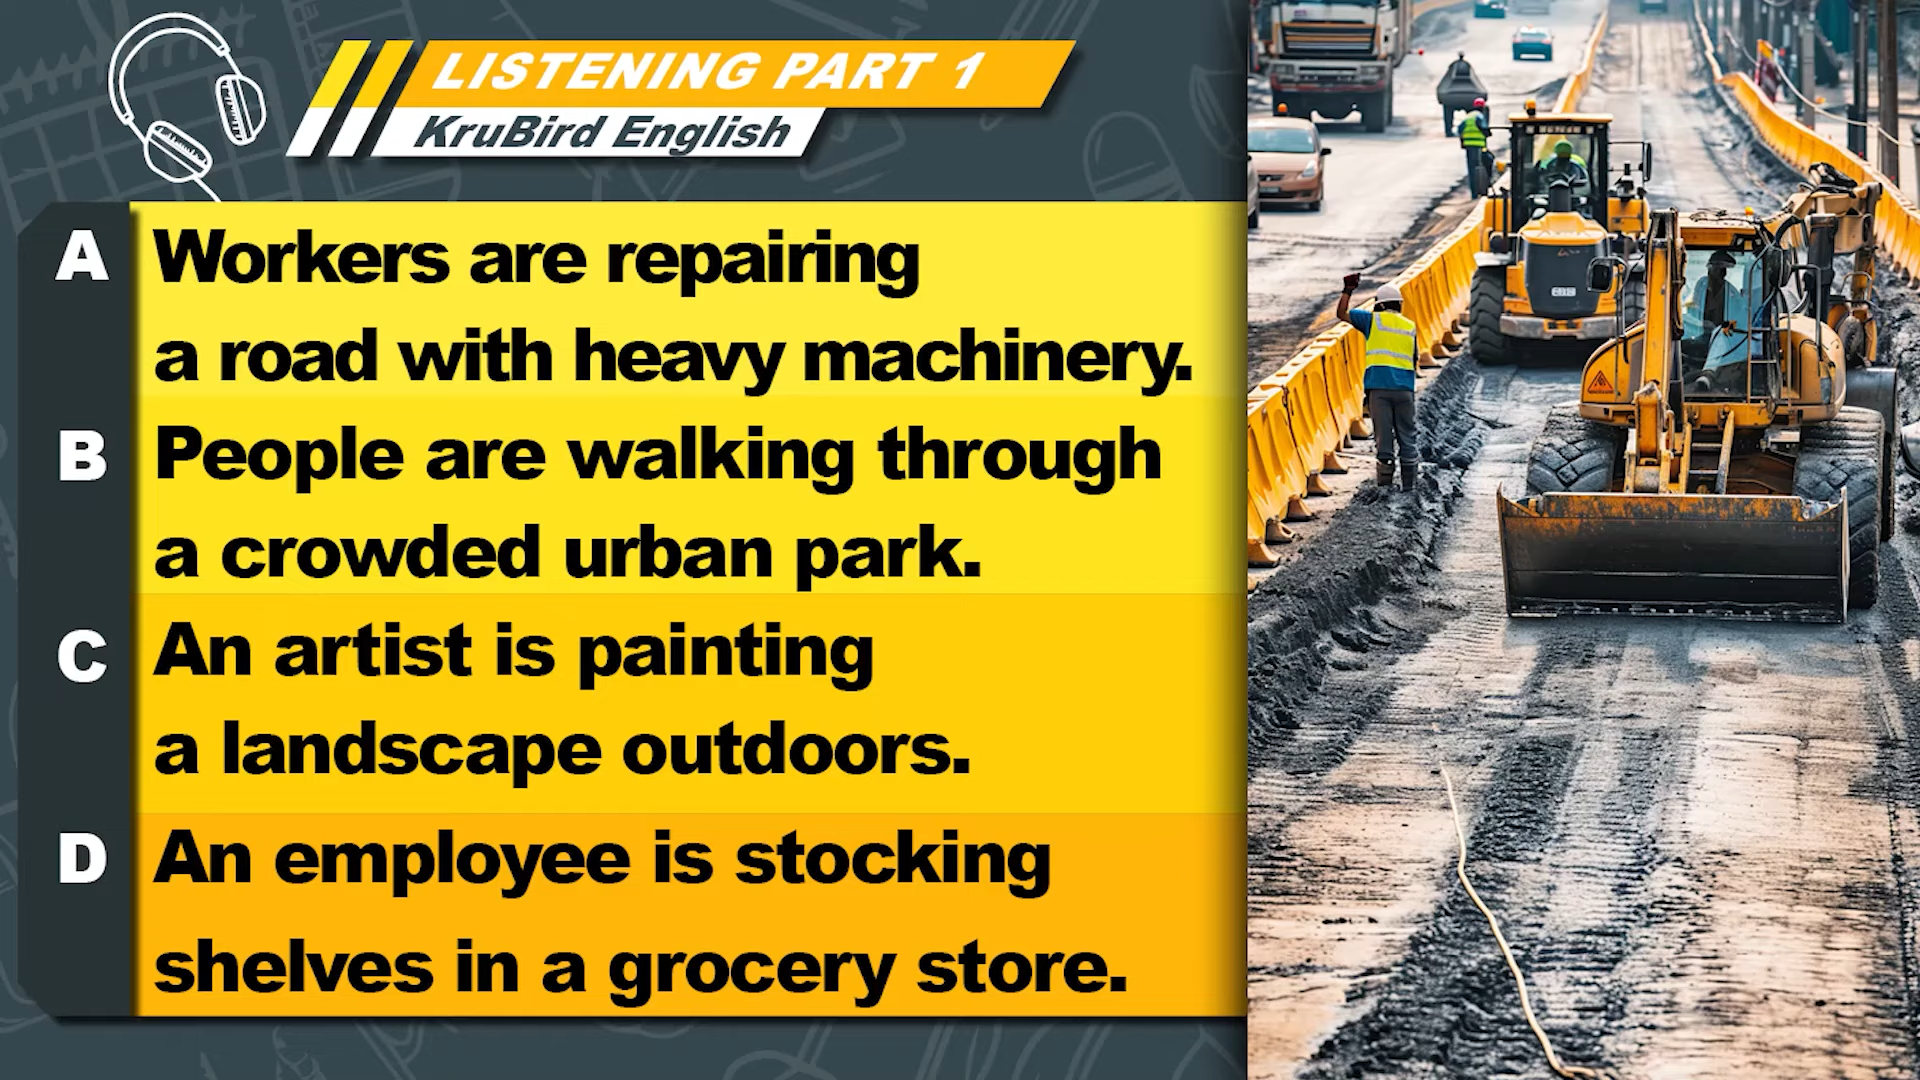 LISTENING PART 1
KruBird English
A Workers are repairing
a road with heavy machinery.
B People are walking through
a crowded urban park.
C An artist is painting
a landscape outdoors.
D An employee is stocking
shelves in a grocery store.